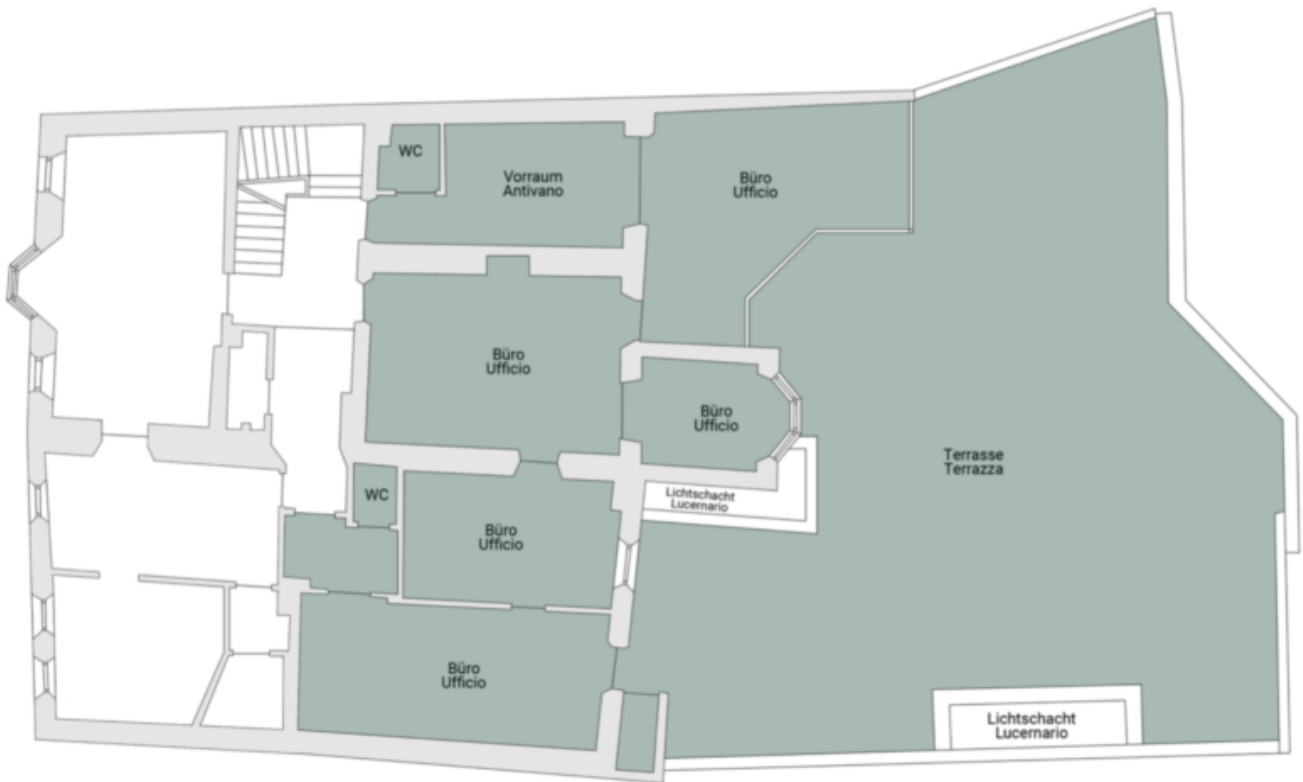 WC
Vorraum
Antivano
Büro
Ufficio
Büro
Ufficio
Büro
Ufficio
Terrasse
Terrazza
WC
Lichtschacht
Lucernario
Büro
Ufficio
Büro
Ufficio
Lichtschacht
Lucernario